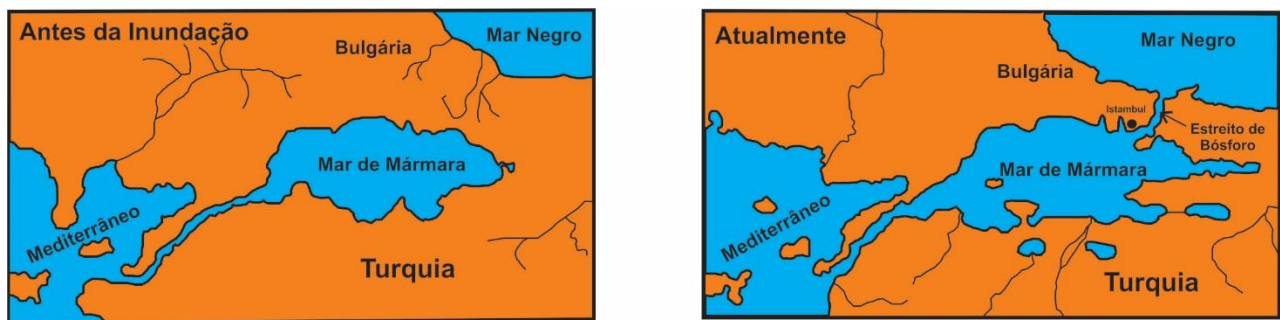 Antes da Inundação
Bulgária
Mar Negro
Mar de Mármara
Mediterrâneo
Turquia
Atualmente
Mar Negro
Bulgária
Istambul
Estreito de
Bósforo
Mar de Mármara
Mediterrâneo
Turquia